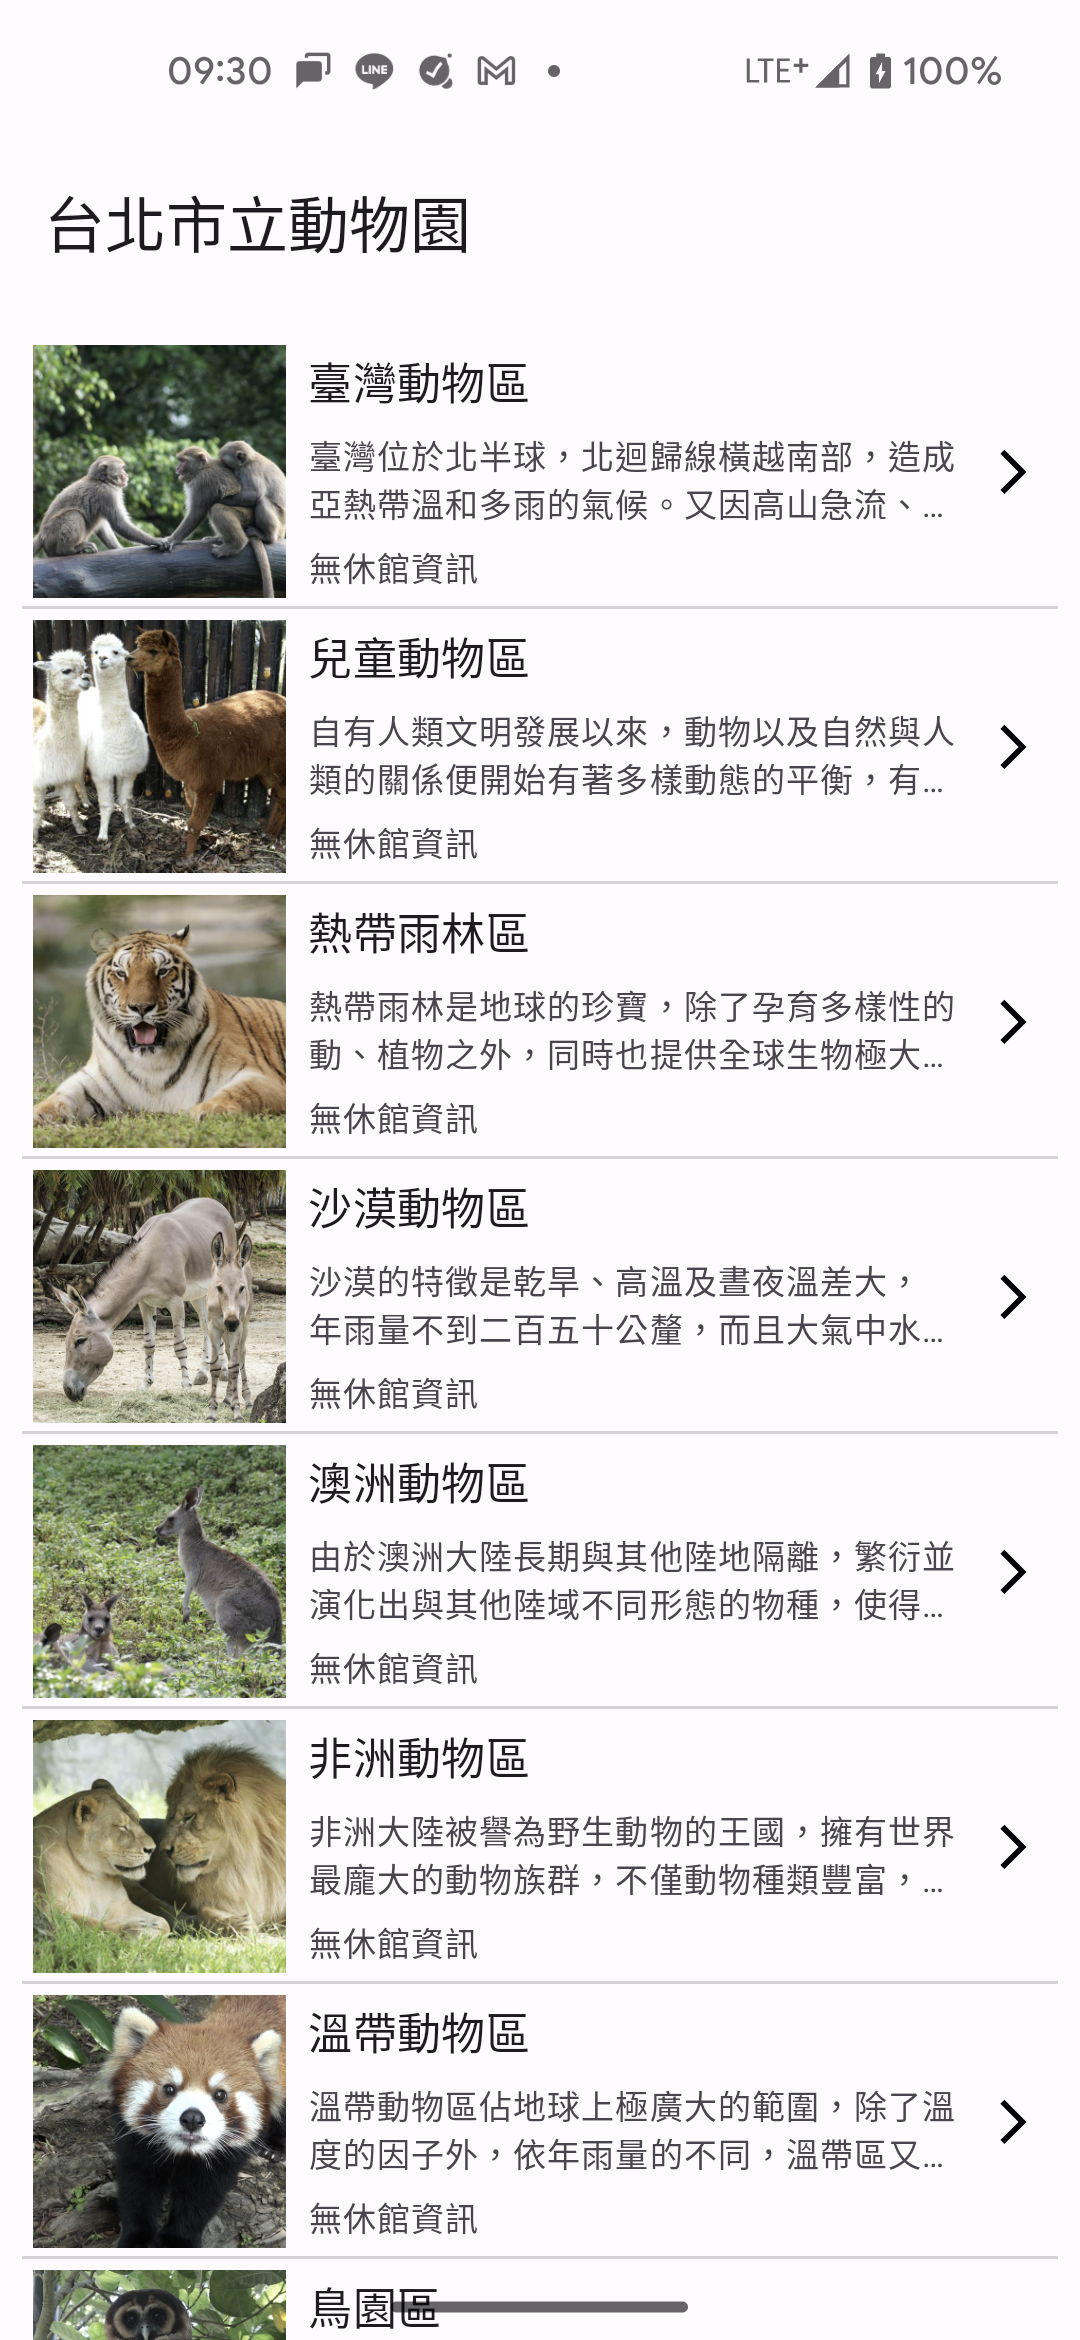 09:30
LINE
LTE+
100%
台北市立動物園
臺灣動物區
臺灣位於北半球，北迴歸線橫越南部，造成
亞熱帶溫和多雨的氣候。又因高山急流、…
無休館資訊
兒童動物區
自有人類文明發展以來，動物以及自然與人
類的關係便開始有著多樣動態的平衡，有…
無休館資訊
熱帶雨林區
熱帶雨林是地球的珍寶，除了孕育多樣性的
動、植物之外，同時也提供全球生物極大…
無休館資訊
沙漠動物區
沙漠的特徵是乾旱、高溫及晝夜溫差大，
年雨量不到二百五十公釐，而且大氣中水…
無休館資訊
澳洲動物區
由於澳洲大陸長期與其他陸地隔離，繁衍並
演化出與其他陸域不同形態的物種，使得…
無休館資訊
非洲動物區
非洲大陸被譽為野生動物的王國，擁有世界
最龐大的動物族群，不僅動物種類豐富，…
無休館資訊
溫帶動物區
溫帶動物區佔地球上極廣大的範圍，除了溫
度的因子外，依年雨量的不同，溫帶區又…
無休館資訊
鳥園區